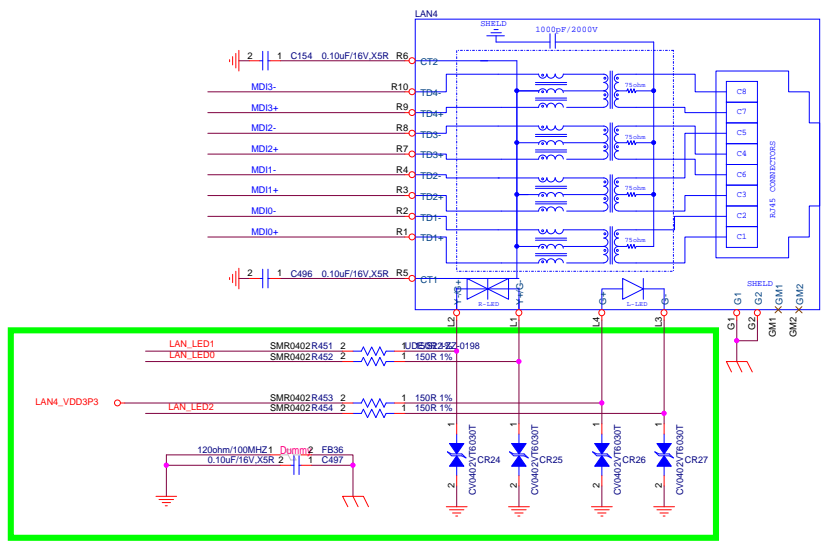 LAN4
SHELD
1000pF/2000V
2 1 C154 0.10uF/16V,X5R R6 CT2
MDI3- R10 TD4- 75ohm C8
MDI3+ R9 TD4+ C7
MDI2- R8 TD3- 75ohm C5
MDI2+ R7 TD3+ C4
MDI1- R4 TD2- 75ohm C6
MDI1+ R3 TD2+ C3
MDI0- R2 TD1- C2
MDI0+ R1 TD1+ 75ohm C1
RJ45 CONNECTORS
2 1 C496 0.10uF/16V,X5R R5 CT1
Y-/G+ Y+/G- G+ G-
R-LED L-LED
SHELD
G1 G2 GM1 GM2
L2 L1 L4 L3
G1 G2 GM1 GM2
LAN_LED1 SMR0402 R451 2 1
LAN_LED0 SMR0402 R452 2 1 150R 1%
LAN4_VDD3P3 SMR0402 R453 2 1 150R 1%
LAN_LED2 SMR0402 R454 2 1 150R 1%
120ohm/100MHZ 1 Dummy 2 FB36
0.10uF/16V,X5R 2 1 C497
1 1 1 1
CR24 CR25 CR26 CR27
CV0402VT6030T CV0402VT6030T CV0402VT6030T CV0402VT6030T
2 2 2 2